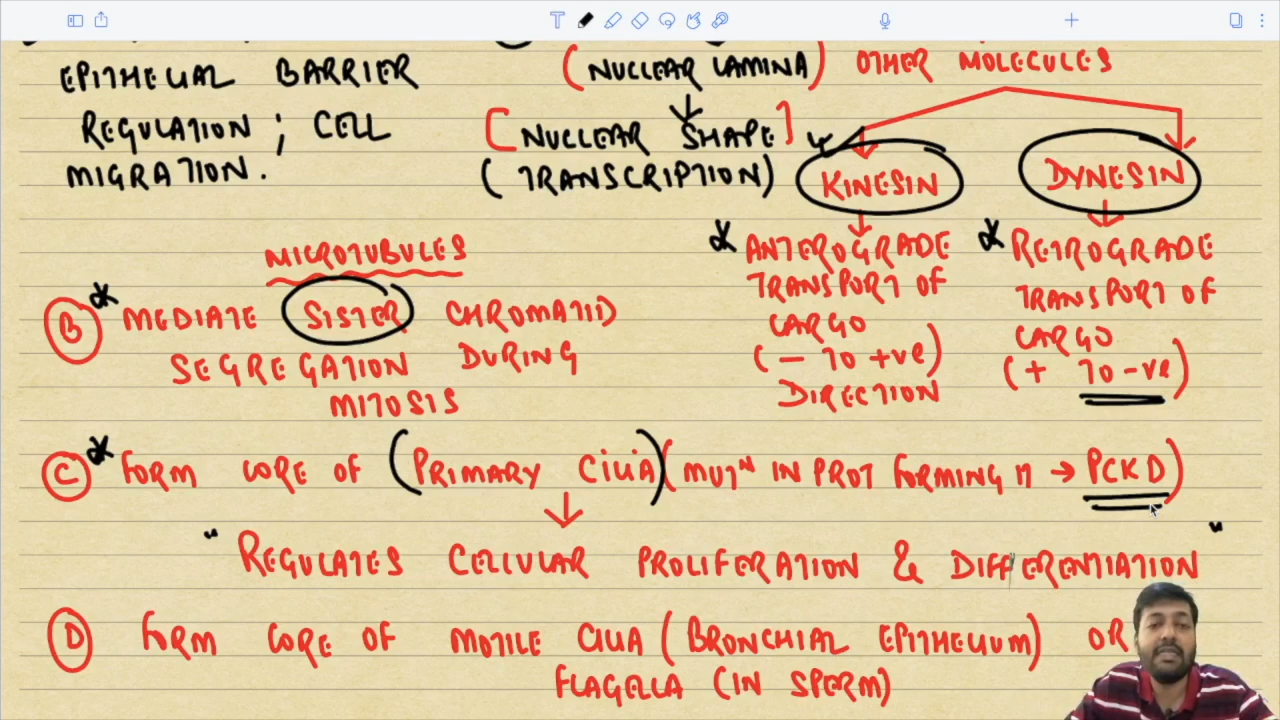 EPITHELIAL BARRIER
REGULATION ; CELL
MIGRATION.
(NUCLEAR LAMINA)
[NUCLEAR SHAPE]
(TRANSCRIPTION)
OTHER MOLECULES
KINESIN
DYNESIN
ANTEROGRADE
TRANSPORT OF
CARGO
(- TO +ve)
DIRECTION
RETROGRADE
TRANSPORT OF
CARGO
(+ TO -ve)
MICROTUBULES
B MEDIATE SISTER CHROMATID
SEGREGATION DURING
MITOSIS
C FORM CORE OF (PRIMARY CILIA) (MUTN IN PROT FORMING IT → PCKD)
"REGULATES CELLULAR PROLIFERATION & DIFFERENTIATION"
D FORM CORE OF MOTILE CILIA (BRONCHIAL EPITHELIUM) OR
FLAGELLA (IN SPERM)